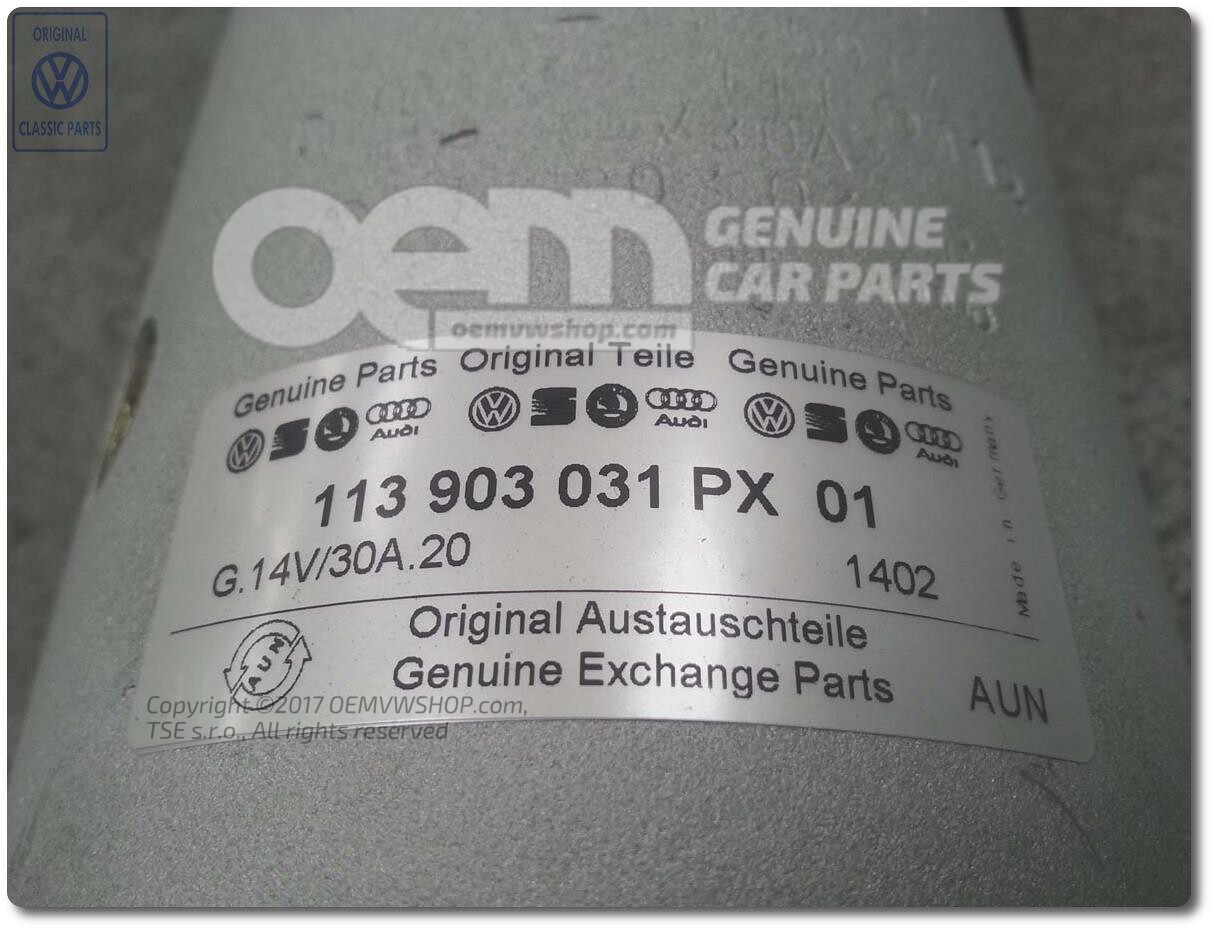 ORIGINAL
CLASSIC PARTS
30A
oem GENUINE
CAR PARTS
oemvwshop.com
Genuine Parts Original Teile Genuine Parts
Audi Audi Audi
113 903 031 PX 01
G.14V/30A.20 1402
Made in Germany
Original Austauschteile
AUN
Genuine Exchange Parts AUN
Copyright ©2017 OEMVWSHOP.com,
TSE s.r.o., All rights reserved